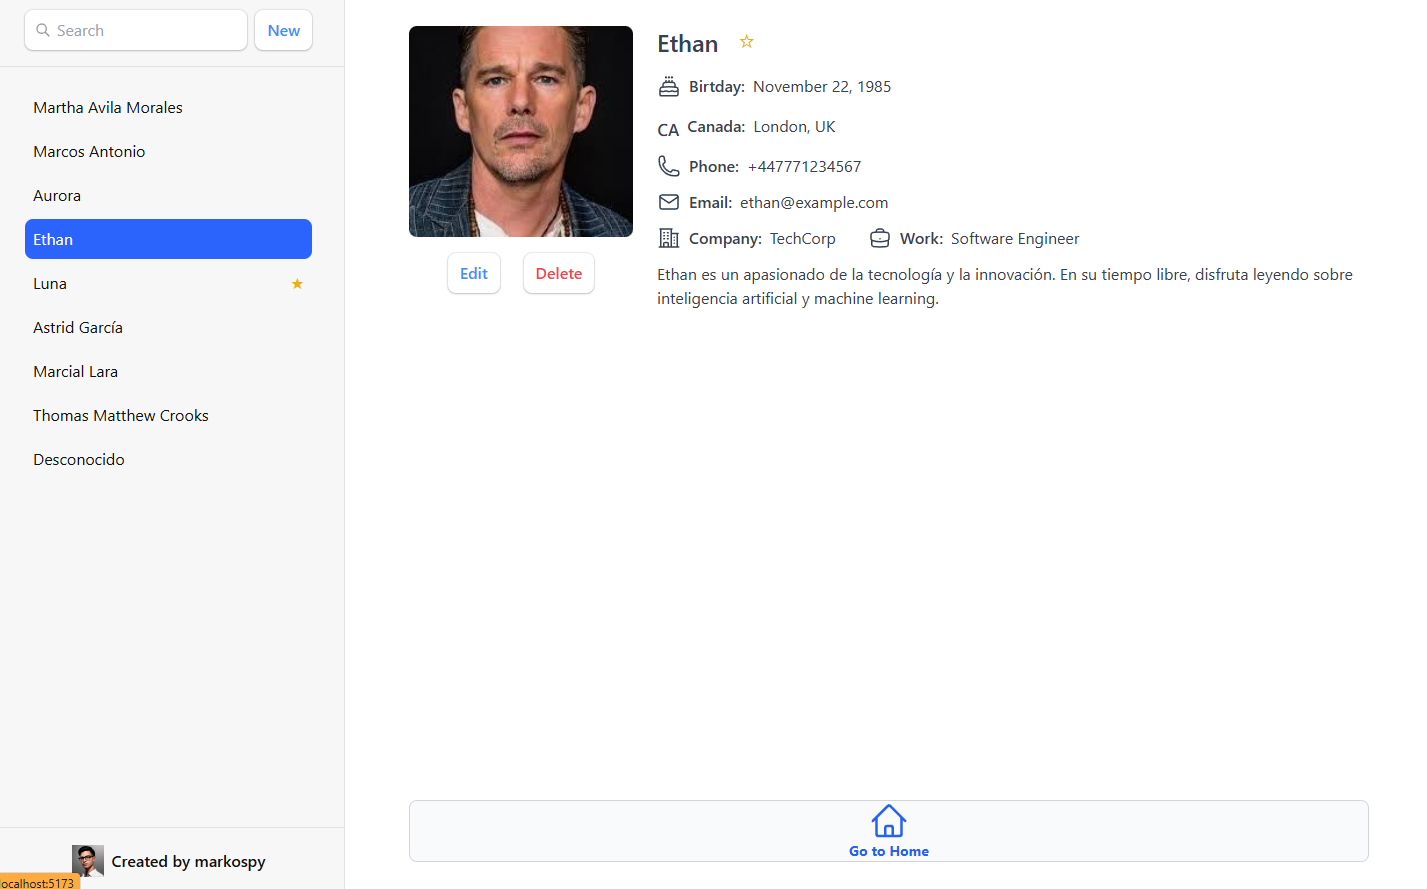 Search
New
Martha Avila Morales
Marcos Antonio
Aurora
Ethan
Luna
Astrid García
Marcial Lara
Thomas Matthew Crooks
Desconocido
Created by markospy
localhost:5173
Edit
Delete
Ethan
Birtday: November 22, 1985
CA Canada: London, UK
Phone: +447771234567
Email: ethan@example.com
Company: TechCorp Work: Software Engineer
Ethan es un apasionado de la tecnología y la innovación. En su tiempo libre, disfruta leyendo sobre
inteligencia artificial y machine learning.
Go to Home